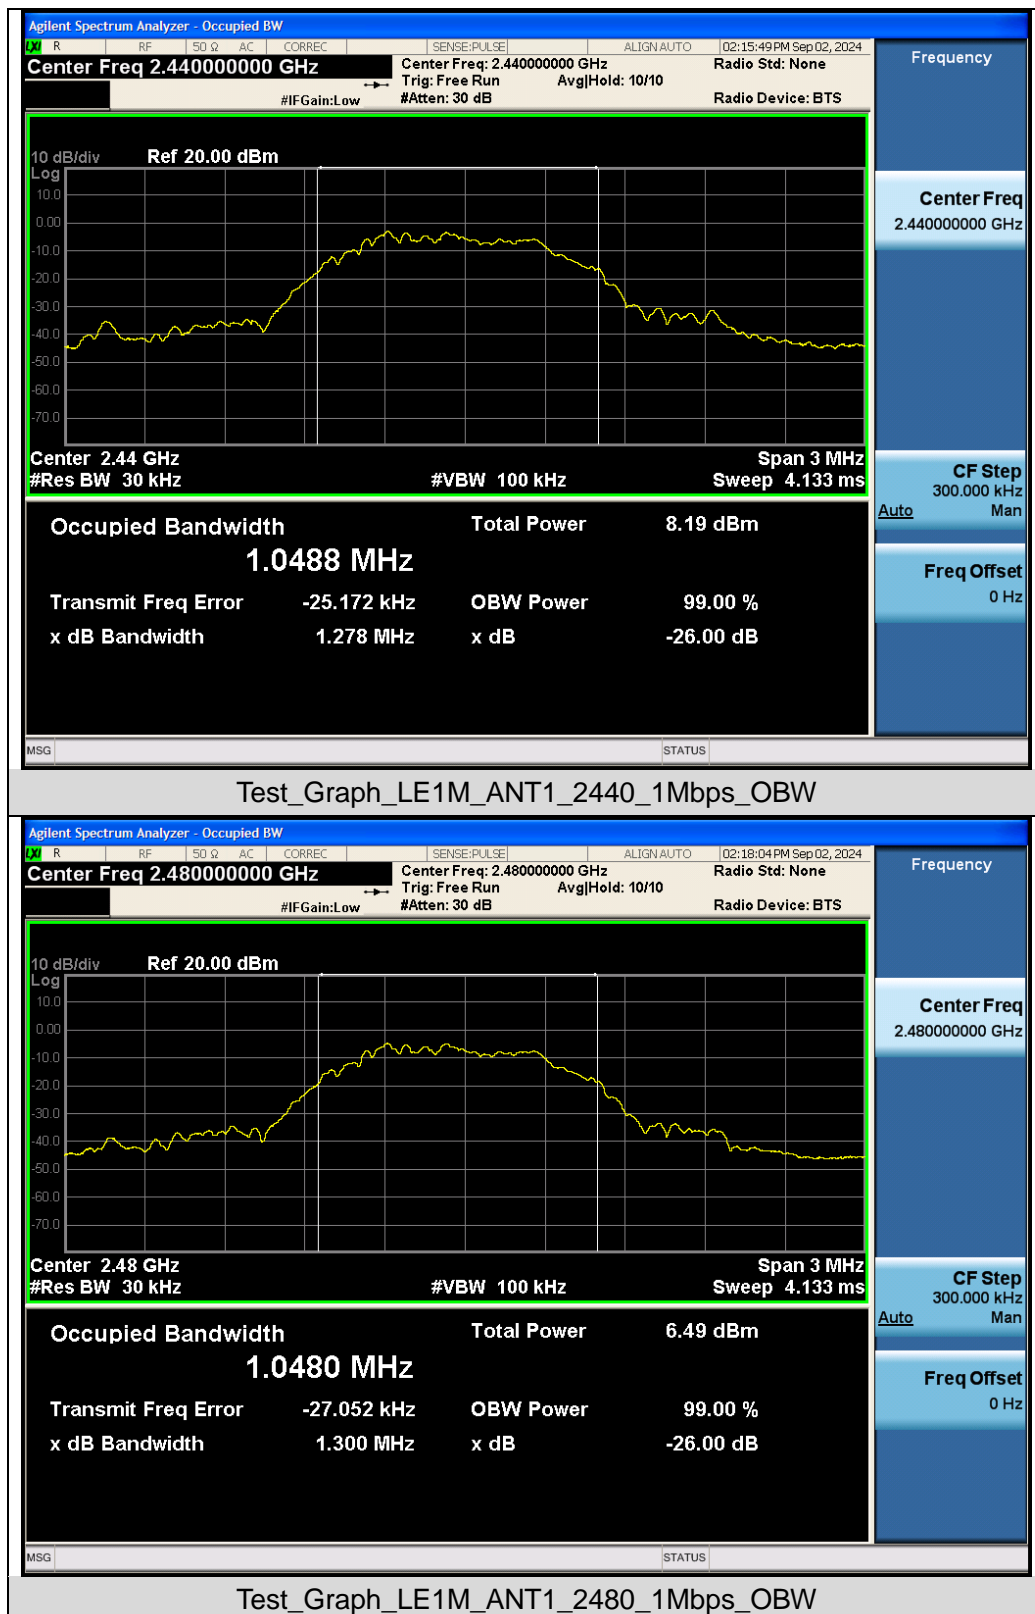 Agilent Spectrum Analyzer - Occupied BW
LXI R RF 50 Ω AC CORREC SENSE:PULSE ALIGN AUTO 02:15:49 PM Sep 02, 2024
Center Freq 2.440000000 GHz
Center Freq: 2.440000000 GHz Radio Std: None
Trig: Free Run Avg|Hold: 10/10
#IFGain:Low #Atten: 30 dB Radio Device: BTS
Frequency
10 dB/div Ref 20.00 dBm
Log
10.0
0.00
-10.0
-20.0
-30.0
-40.0
-50.0
-60.0
-70.0
Center Freq
2.440000000 GHz
Center 2.44 GHz Span 3 MHz
#Res BW 30 kHz #VBW 100 kHz Sweep 4.133 ms
CF Step
300.000 kHz
Auto Man
Occupied Bandwidth Total Power 8.19 dBm
1.0488 MHz
Transmit Freq Error -25.172 kHz OBW Power 99.00 %
x dB Bandwidth 1.278 MHz x dB -26.00 dB
Freq Offset
0 Hz
MSG STATUS
Test_Graph_LE1M_ANT1_2440_1Mbps_OBW
Agilent Spectrum Analyzer - Occupied BW
LXI R RF 50 Ω AC CORREC SENSE:PULSE ALIGN AUTO 02:18:04 PM Sep 02, 2024
Center Freq 2.480000000 GHz
Center Freq: 2.480000000 GHz Radio Std: None
Trig: Free Run Avg|Hold: 10/10
#IFGain:Low #Atten: 30 dB Radio Device: BTS
Frequency
10 dB/div Ref 20.00 dBm
Log
10.0
0.00
-10.0
-20.0
-30.0
-40.0
-50.0
-60.0
-70.0
Center Freq
2.480000000 GHz
Center 2.48 GHz Span 3 MHz
#Res BW 30 kHz #VBW 100 kHz Sweep 4.133 ms
CF Step
300.000 kHz
Auto Man
Occupied Bandwidth Total Power 6.49 dBm
1.0480 MHz
Transmit Freq Error -27.052 kHz OBW Power 99.00 %
x dB Bandwidth 1.300 MHz x dB -26.00 dB
Freq Offset
0 Hz
MSG STATUS
Test_Graph_LE1M_ANT1_2480_1Mbps_OBW